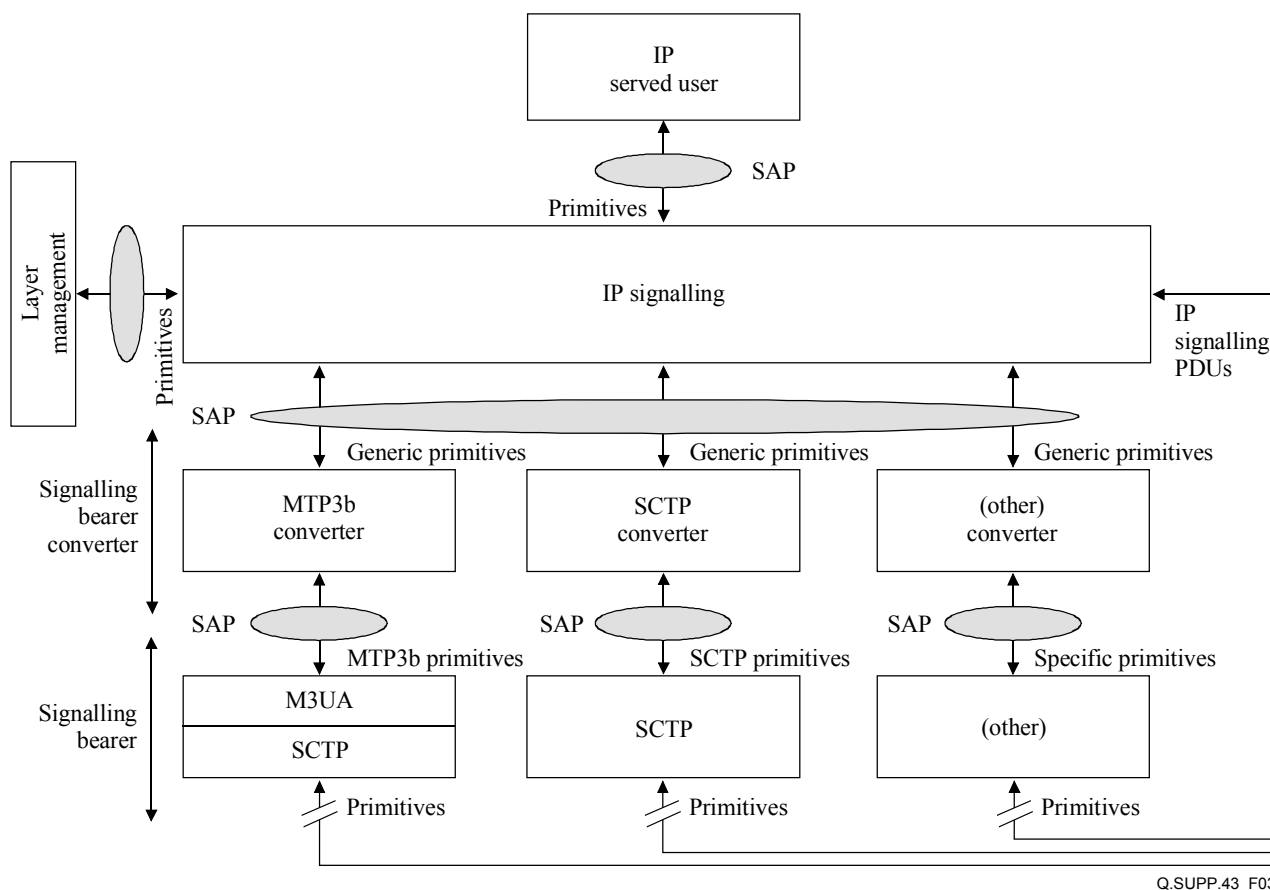 IP
served user
SAP
Primitives
Layer
management
Primitives
IP signalling
IP
signalling
PDUs
SAP
Generic primitives
Generic primitives
Generic primitives
Signalling
bearer
converter
MTP3b
converter
SCTP
converter
(other)
converter
SAP
SAP
SAP
MTP3b primitives
SCTP primitives
Specific primitives
Signalling
bearer
M3UA
SCTP
SCTP
(other)
Primitives
Primitives
Primitives
Q.SUPP.43_F03